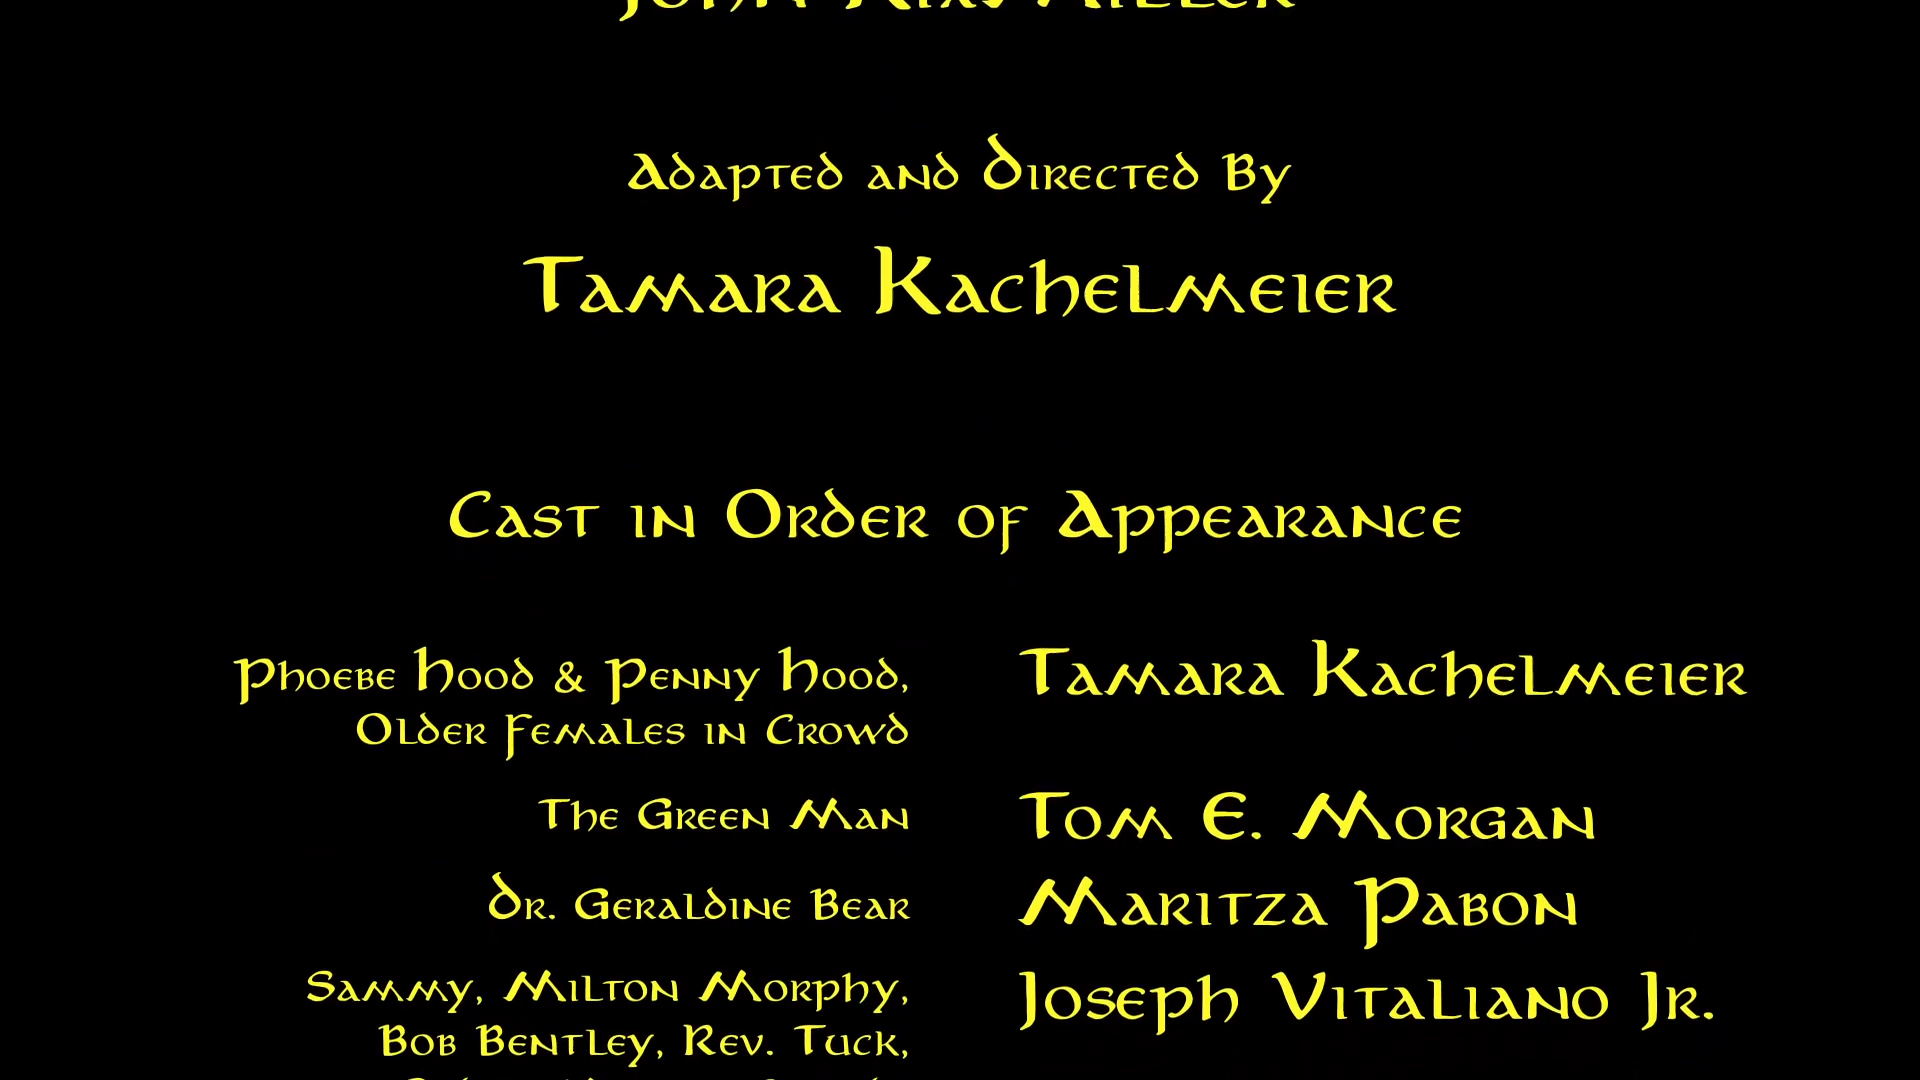 John
Adapted and Directed By
Tamara Kachelmeier
Cast in Order of Appearance
Phoebe Hood & Penny Hood, Tamara Kachelmeier
Older Females in Crowd
The Green Man Tom E. Morgan
Dr. Geraldine Bear Maritza Pabon
Sammy, Milton Morphy, Joseph Vitaliano Jr.
Bob Bentley, Rev. Tuck,